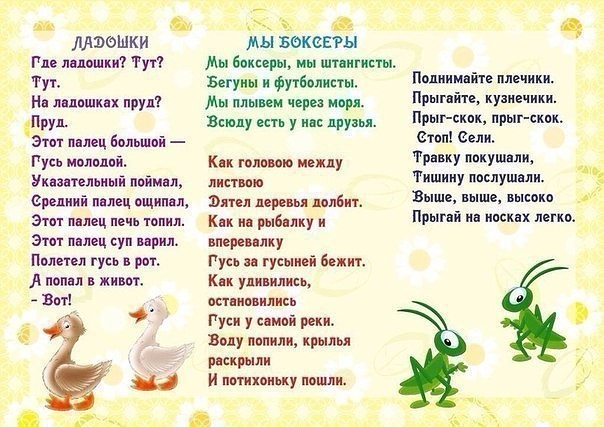 ЛАДОШКИ
Где ладошки? Тут?
Тут.
На ладошках пруд?
Пруд.
Этот палец большой —
Гусь молодой.
Указательный поймал,
Средний палец ощипал,
Этот палец печь топил.
Этот палец суп варил.
Полетел гусь в рот.
А попал в живот.
- Вот!
МЫ БОКСЕРЫ
Мы боксеры, мы штангисты.
Бегуны и футболисты.
Мы плывем через моря.
Всюду есть у нас друзья.
Как головою между
листвою
Дятел деревья долбит.
Как на рыбалку и
вперевалку
Гусь за гусыней бежит.
Как удивились,
остановились
Гуси у самой реки.
Воду попили, крылья
раскрыли
И потихоньку пошли.
Поднимайте плечики.
Прыгайте, кузнечики.
Прыг-скок, прыг-скок.
Стоп! Сели.
Травку покушали,
Тишину послушали.
Выше, выше, высоко
Прыгай на носках легко.